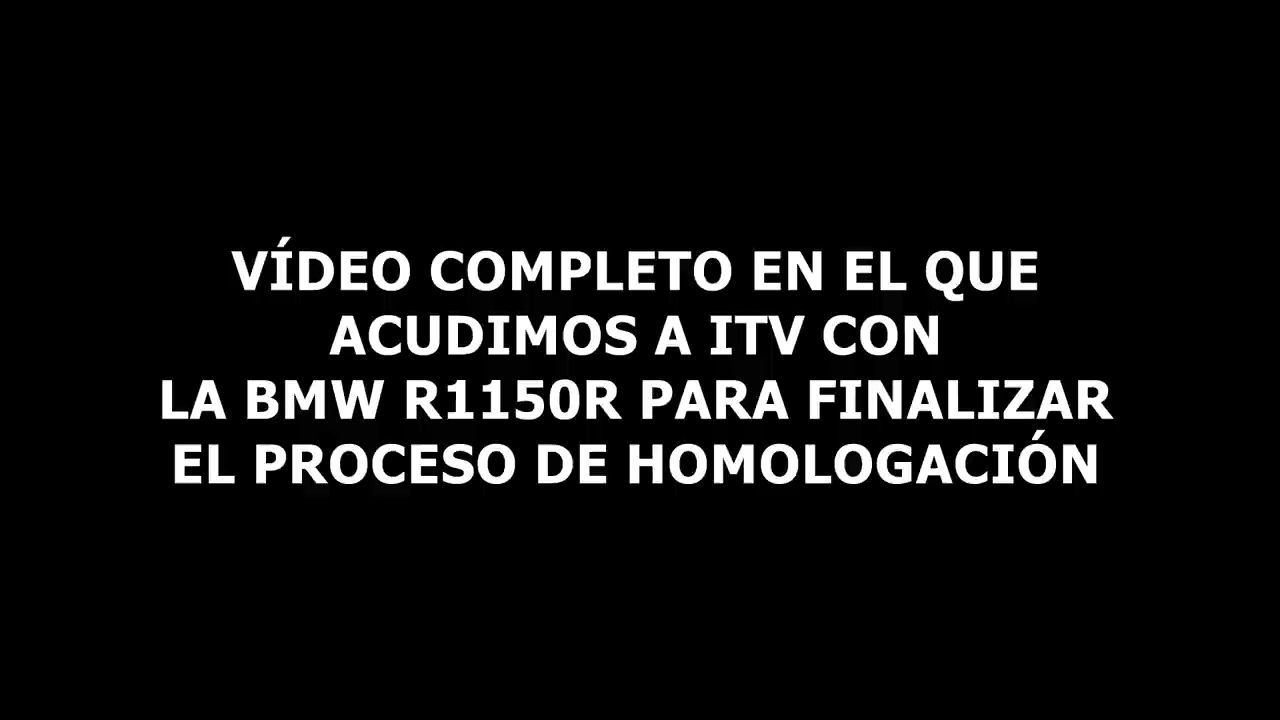 VÍDEO COMPLETO EN EL QUE
ACUDIMOS A ITV CON
LA BMW R1150R PARA FINALIZAR
EL PROCESO DE HOMOLOGACIÓN